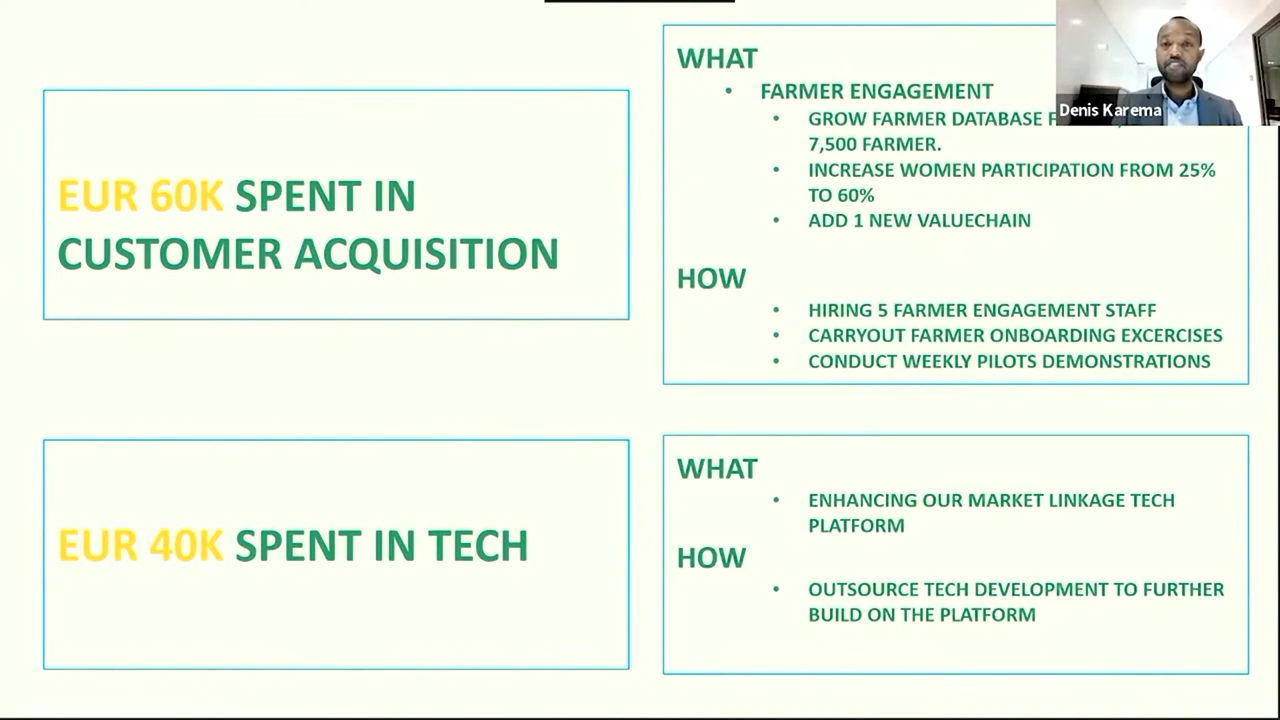 EUR 60K SPENT IN
CUSTOMER ACQUISITION
WHAT
• FARMER ENGAGEMENT
• GROW FARMER DATABASE
7,500 FARMER.
• INCREASE WOMEN PARTICIPATION FROM 25%
TO 60%
• ADD 1 NEW VALUECHAIN
HOW
• HIRING 5 FARMER ENGAGEMENT STAFF
• CARRYOUT FARMER ONBOARDING EXCERCISES
• CONDUCT WEEKLY PILOTS DEMONSTRATIONS
Denis Karema
EUR 40K SPENT IN TECH
WHAT
• ENHANCING OUR MARKET LINKAGE TECH
PLATFORM
HOW
• OUTSOURCE TECH DEVELOPMENT TO FURTHER
BUILD ON THE PLATFORM